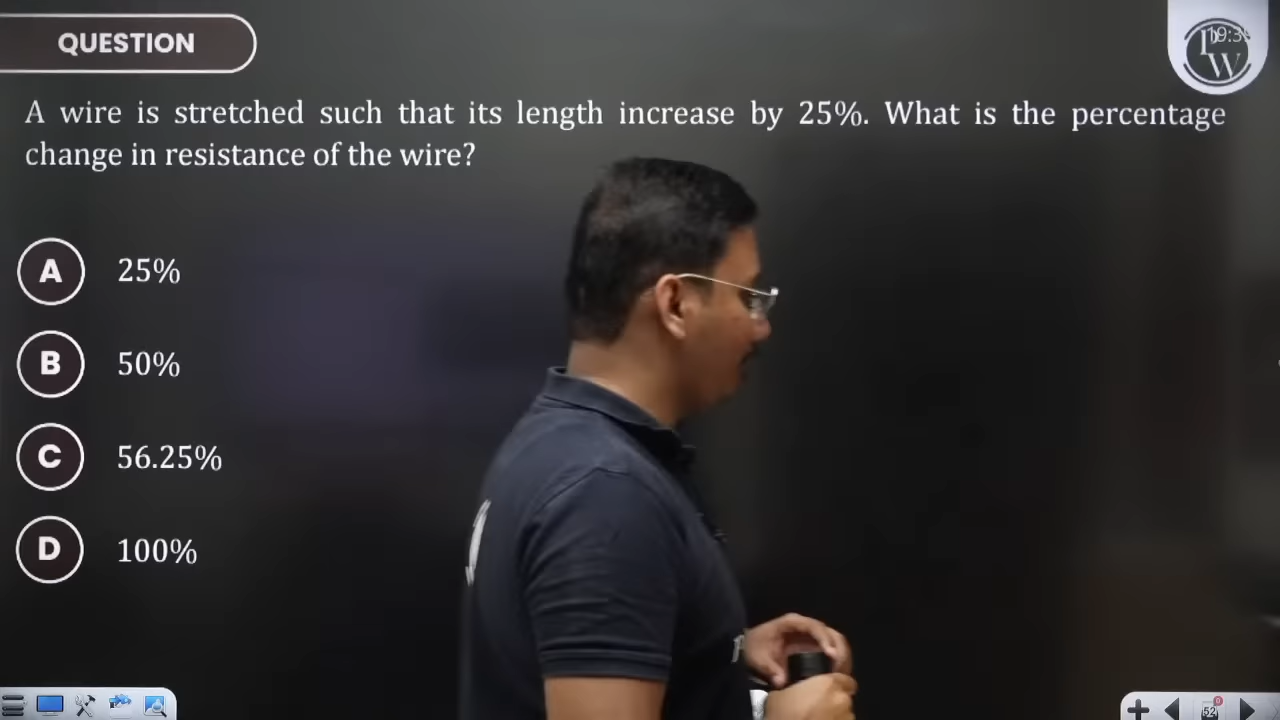 QUESTION
A wire is stretched such that its length increase by 25%. What is the percentage
change in resistance of the wire?
A 25%
B 50%
C 56.25%
D 100%
52